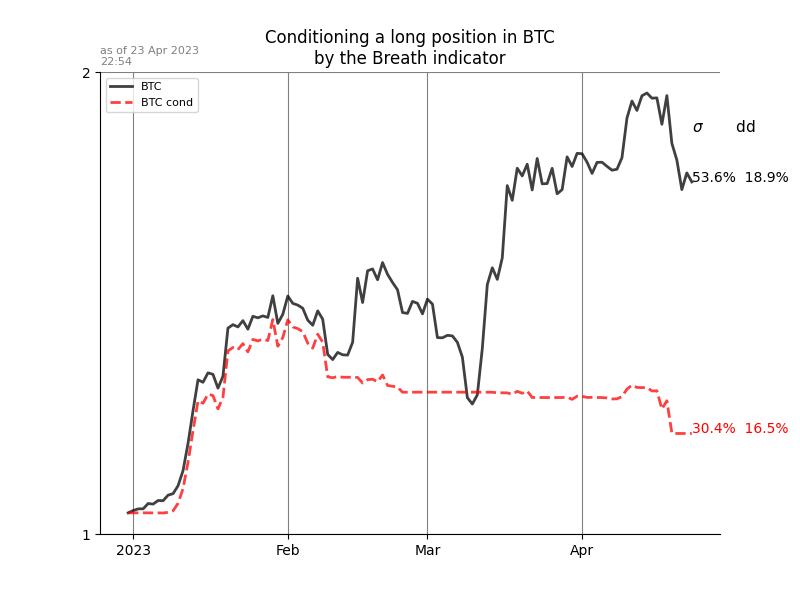 Conditioning a long position in BTC
by the Breath indicator
as of 23 Apr 2023
22:54
2
BTC
BTC cond
σ dd
53.6% 18.9%
30.4% 16.5%
1
2023 Feb Mar Apr